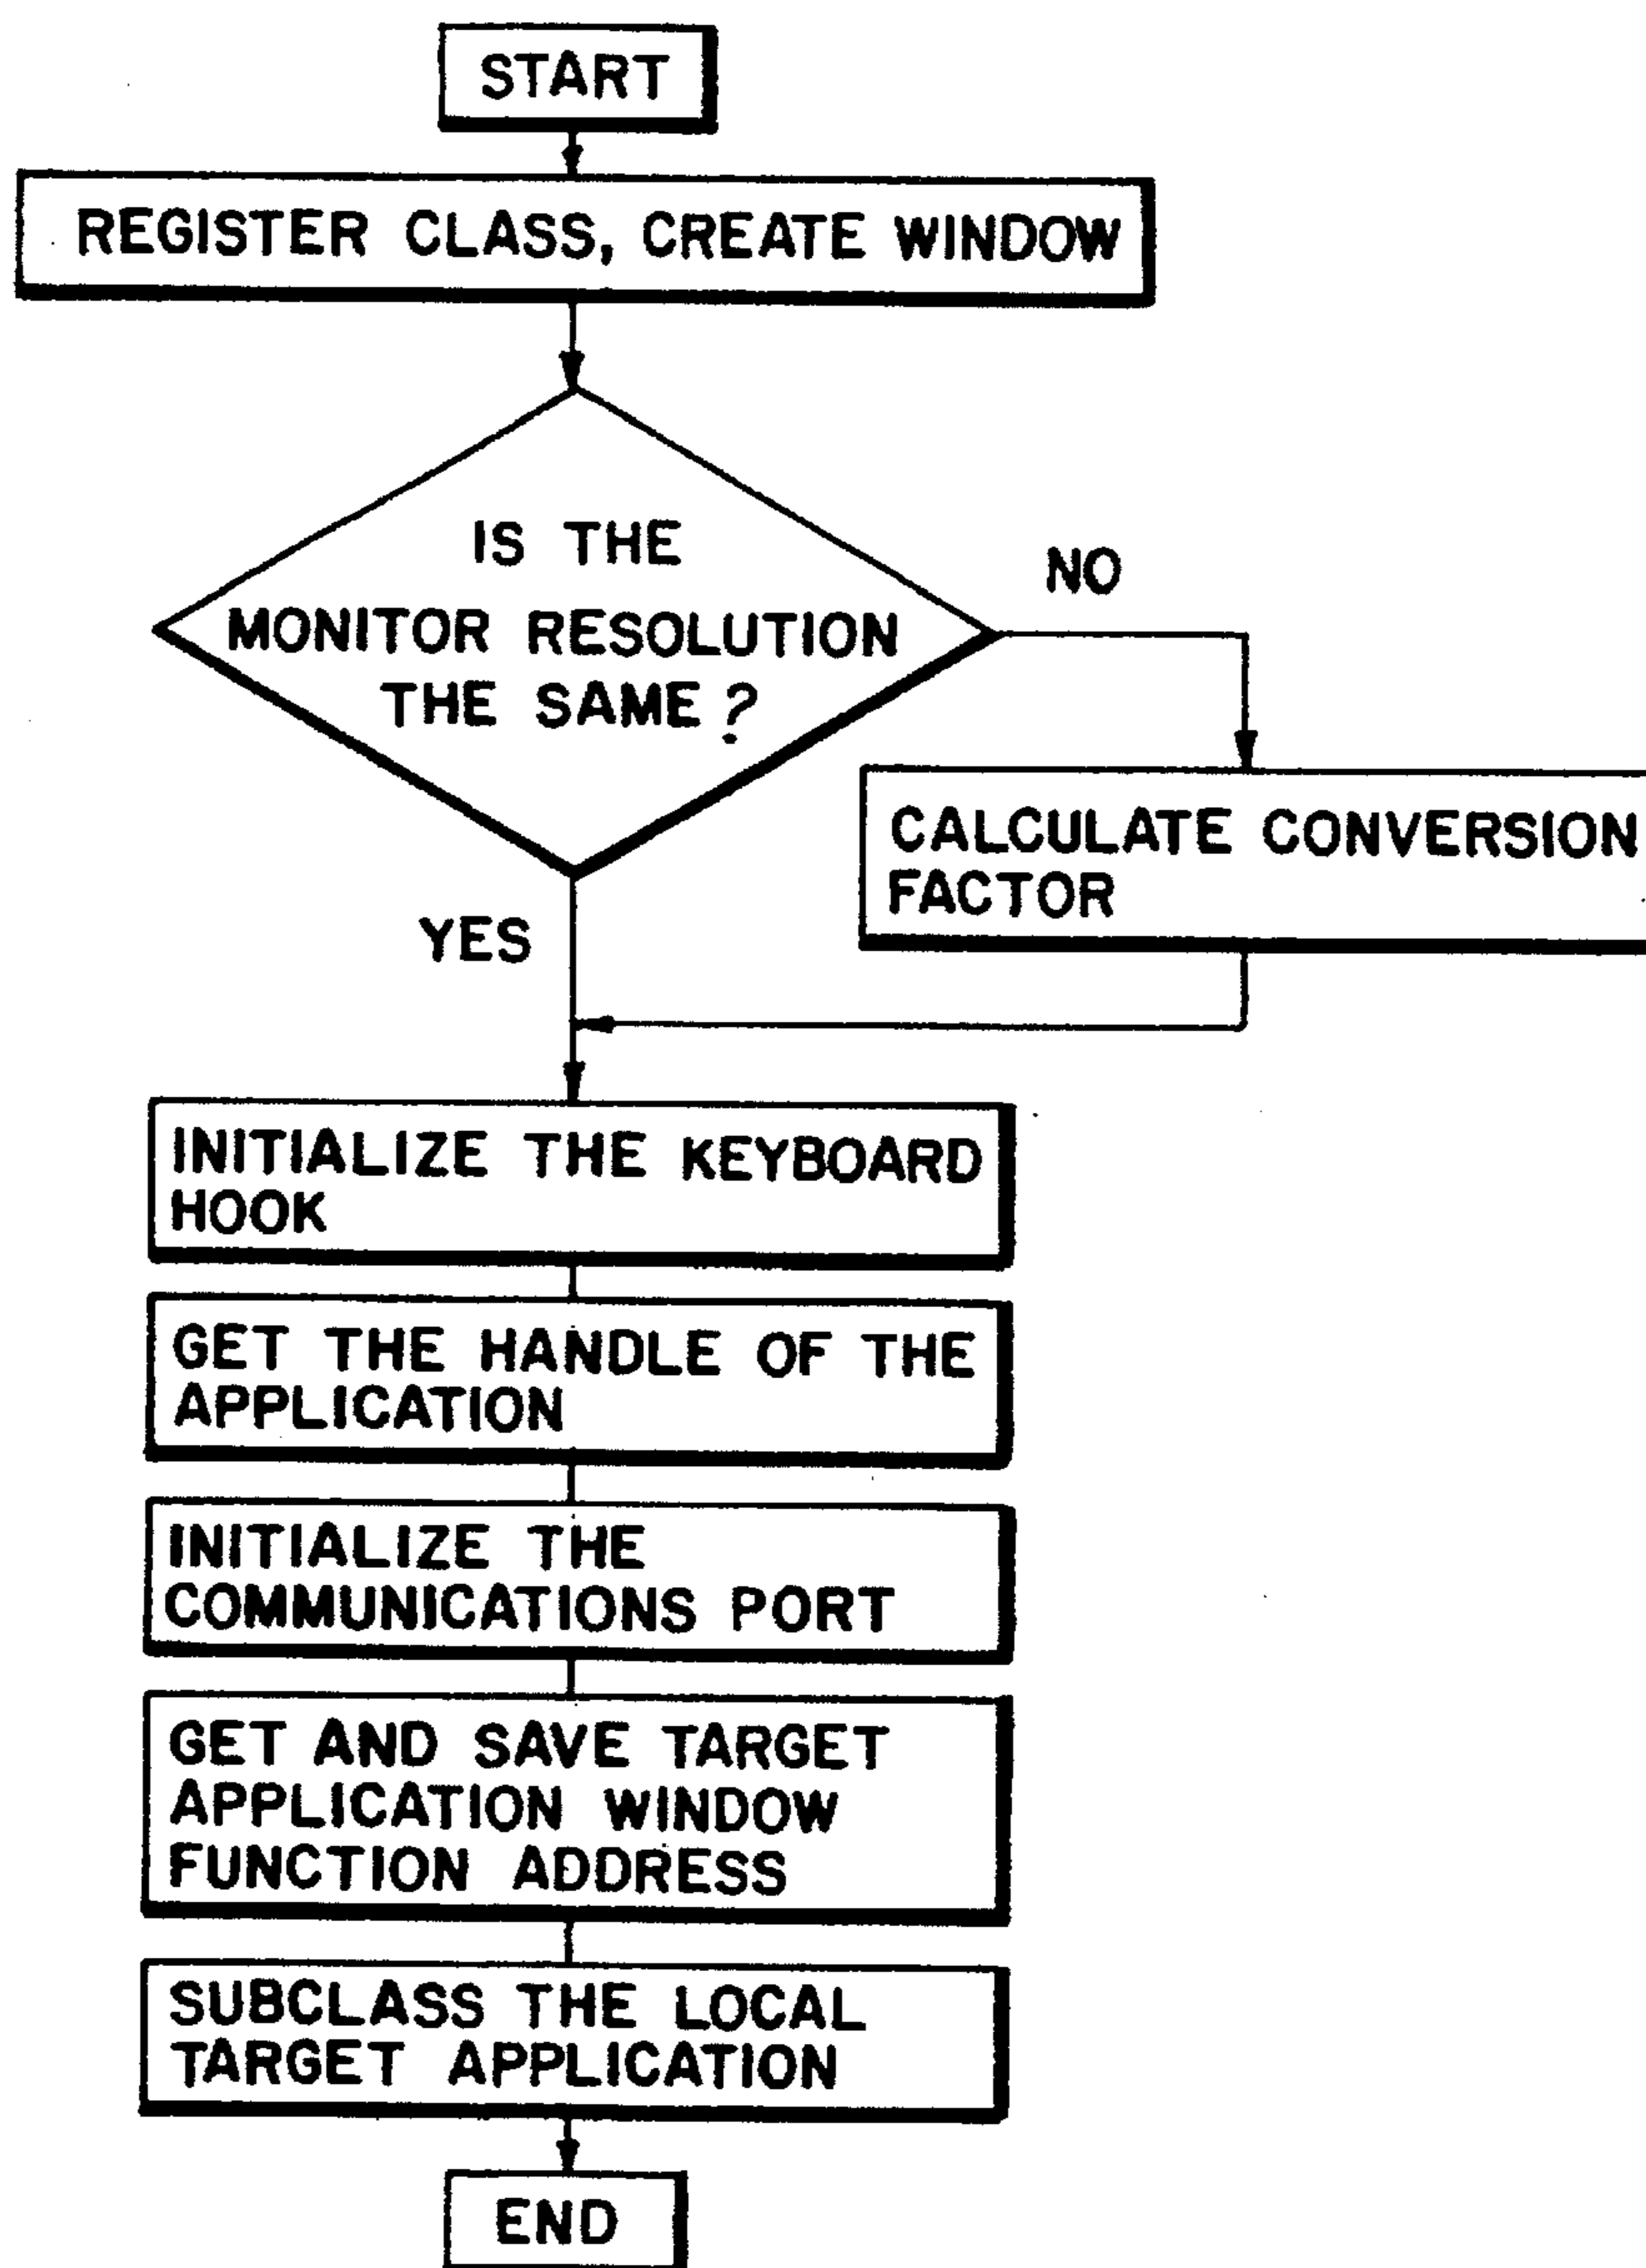 START
REGISTER CLASS, CREATE WINDOW
IS THE
MONITOR RESOLUTION
THE SAME ?
NO
CALCULATE CONVERSION
FACTOR
YES
INITIALIZE THE KEYBOARD
HOOK
GET THE HANDLE OF THE
APPLICATION
INITIALIZE THE
COMMUNICATIONS PORT
GET AND SAVE TARGET
APPLICATION WINDOW
FUNCTION ADDRESS
SUBCLASS THE LOCAL
TARGET APPLICATION
END